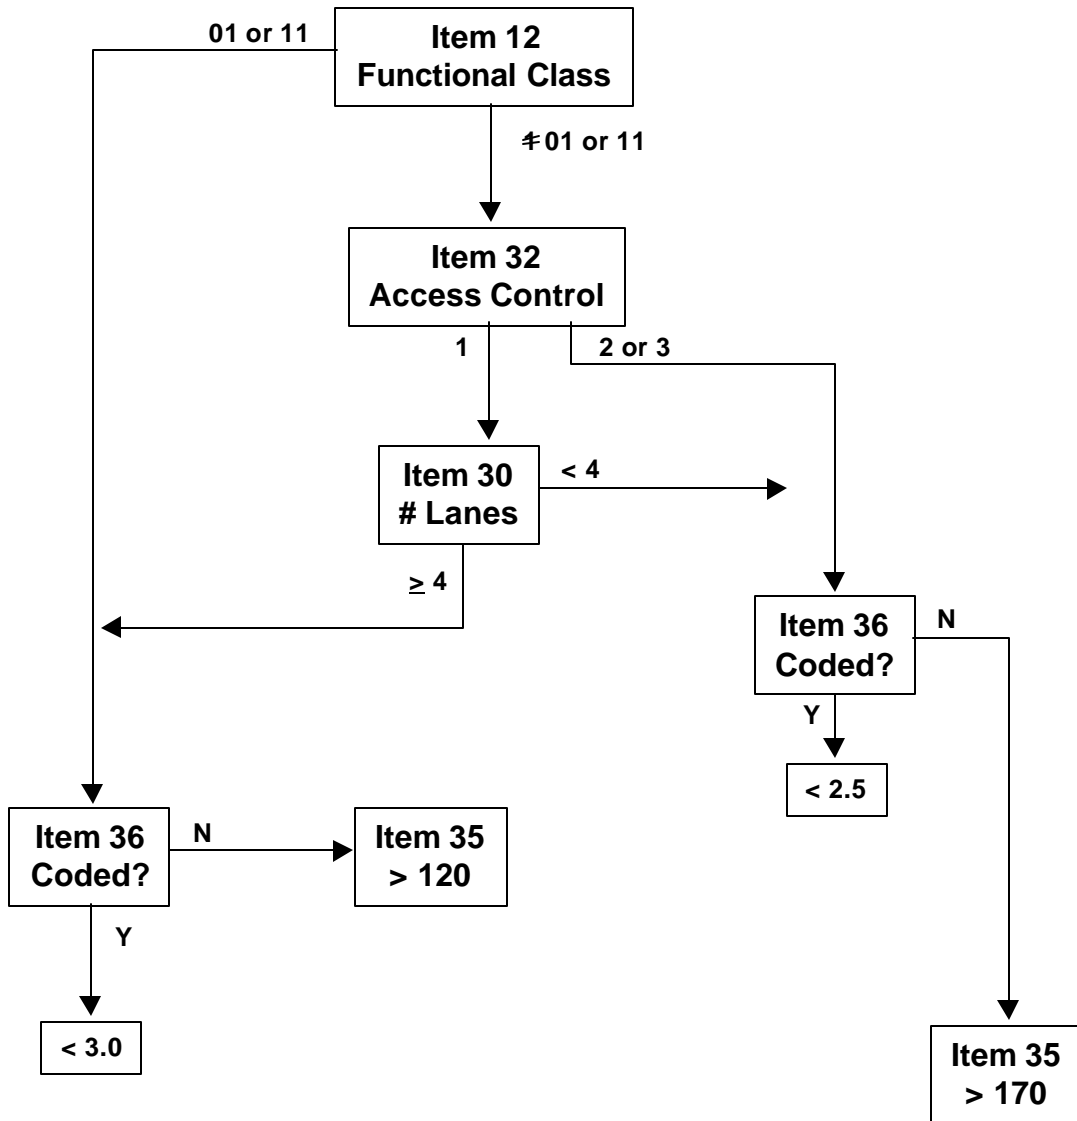 01 or 11
Item 12
Functional Class
≠ 01 or 11
Item 32
Access Control
1
2 or 3
Item 30
# Lanes
< 4
≥ 4
Item 36
Coded?
N
Y
< 2.5
Item 36
Coded?
N
Item 35
> 120
Y
< 3.0
Item 35
> 170